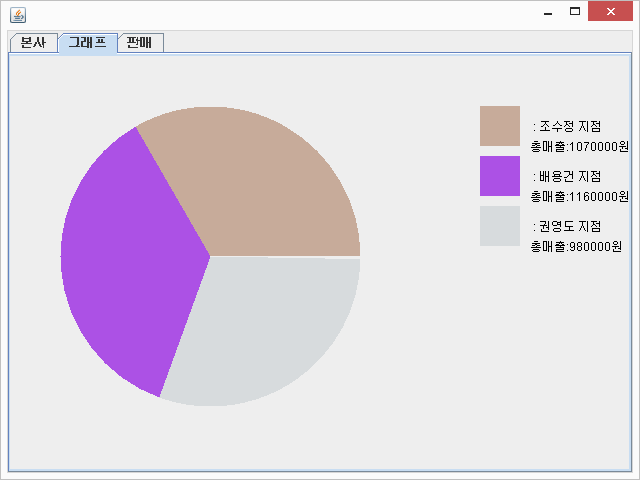 본사 그래프 판매
: 조수정 지점
총매출:1070000원
: 배용건 지점
총매출:1160000원
: 권영도 지점
총매출:980000원